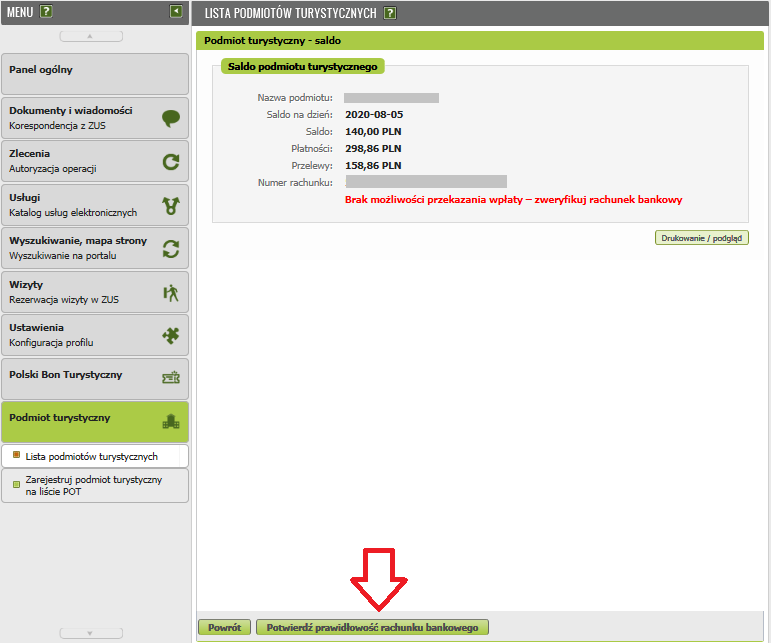 MENU ?
LISTA PODMIOTÓW TURYSTYCZNYCH ?
Panel ogólny
Dokumenty i wiadomości
Korespondencja z ZUS
Zlecenia
Autoryzacja operacji
Usługi
Katalog usług elektronicznych
Wyszukiwanie, mapa strony
Wyszukiwanie na portalu
Wizyty
Rezerwacja wizyty w ZUS
Ustawienia
Konfiguracja profilu
Polski Bon Turystyczny
Podmiot turystyczny
Lista podmiotów turystycznych
Zarejestruj podmiot turystyczny
na liście POT
Podmiot turystyczny - saldo
Saldo podmiotu turystycznego
Nazwa podmiotu:
Saldo na dzień: 2020-08-05
Saldo: 140,00 PLN
Płatności: 298,86 PLN
Przelewy: 158,86 PLN
Numer rachunku:
Brak możliwości przekazania wpłaty – zweryfikuj rachunek bankowy
Drukowanie / podgląd
Powrót
Potwierdź prawidłowość rachunku bankowego